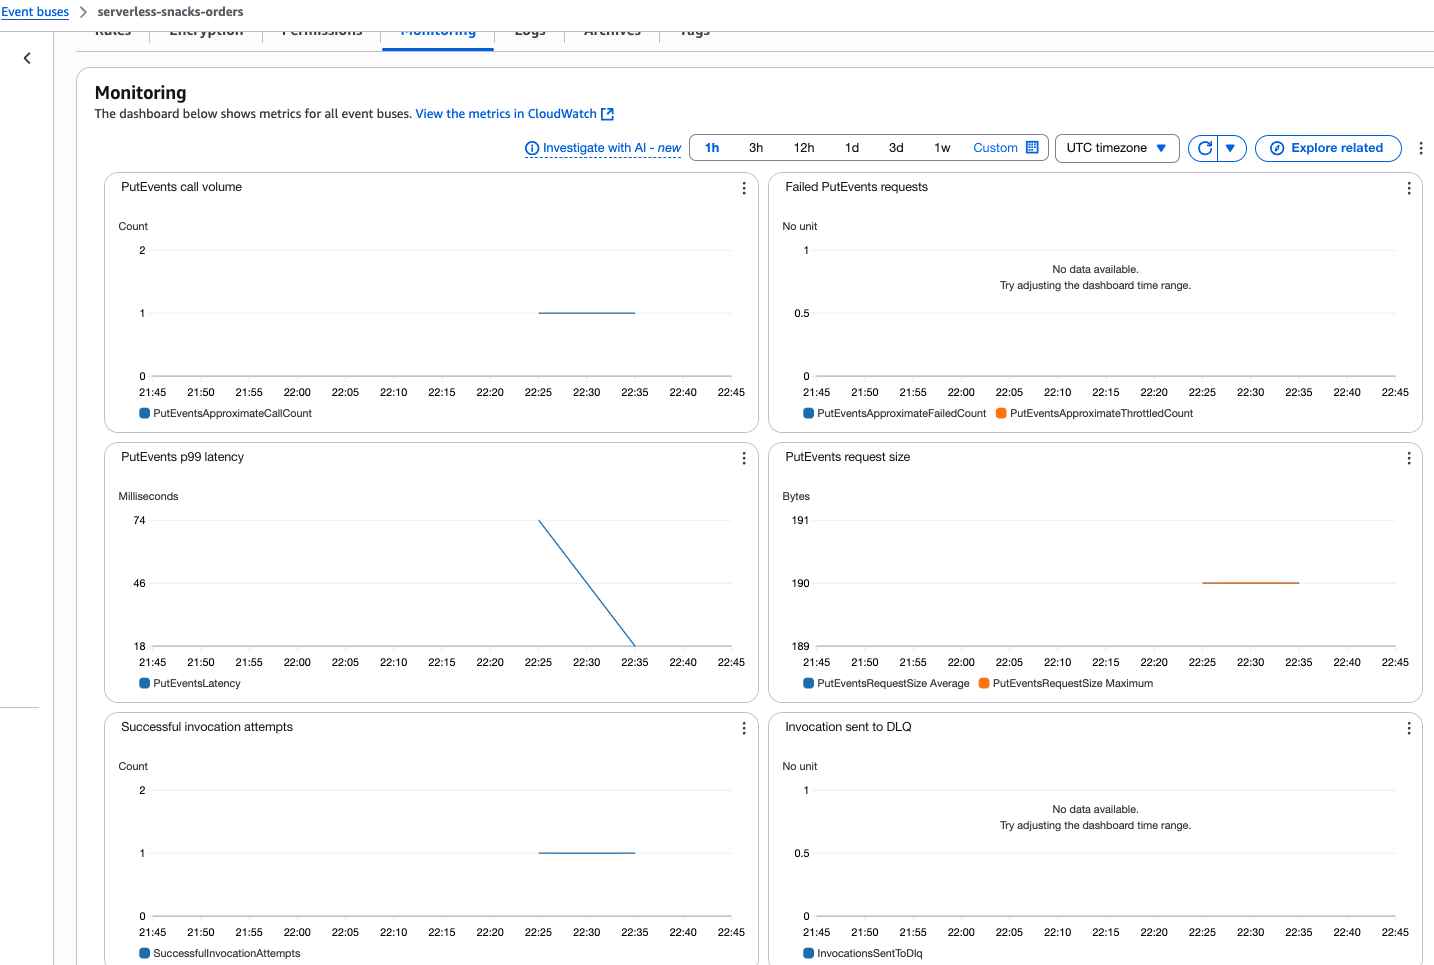 Event buses > serverless-snacks-orders
Rules Encryption Permissions Monitoring Logs Archives Tags
Monitoring
The dashboard below shows metrics for all event buses. View the metrics in CloudWatch
Investigate with AI - new 1h 3h 12h 1d 3d 1w Custom UTC timezone Explore related
PutEvents call volume
Count
2
1
0
21:45 21:50 21:55 22:00 22:05 22:10 22:15 22:20 22:25 22:30 22:35 22:40 22:45
PutEventsApproximateCallCount
Failed PutEvents requests
No unit
1
No data available.
Try adjusting the dashboard time range.
0.5
0
21:45 21:50 21:55 22:00 22:05 22:10 22:15 22:20 22:25 22:30 22:35 22:40 22:45
PutEventsApproximateFailedCount PutEventsApproximateThrottledCount
PutEvents p99 latency
Milliseconds
74
46
18
21:45 21:50 21:55 22:00 22:05 22:10 22:15 22:20 22:25 22:30 22:35 22:40 22:45
PutEventsLatency
PutEvents request size
Bytes
191
190
189
21:45 21:50 21:55 22:00 22:05 22:10 22:15 22:20 22:25 22:30 22:35 22:40 22:45
PutEventsRequestSize Average PutEventsRequestSize Maximum
Successful invocation attempts
Count
2
1
0
21:45 21:50 21:55 22:00 22:05 22:10 22:15 22:20 22:25 22:30 22:35 22:40 22:45
SuccessfulInvocationAttempts
Invocation sent to DLQ
No unit
1
No data available.
Try adjusting the dashboard time range.
0.5
0
21:45 21:50 21:55 22:00 22:05 22:10 22:15 22:20 22:25 22:30 22:35 22:40 22:45
InvocationsSentToDlq